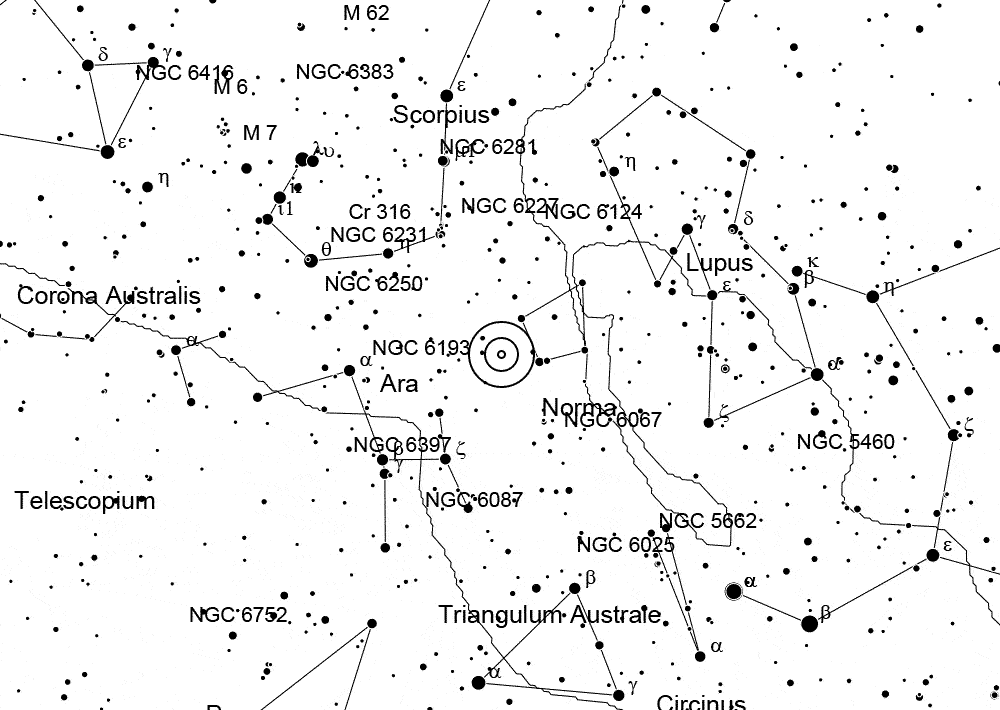 M 62
δ
γ
NGC 6416
NGC 6383
M 6
ε
Scorpius
M 7
ε
λ υ
NGC 6281
μ1
η
κ
η
ι1
Cr 316
NGC 6227
NGC 6124
γ
δ
NGC 6231
η
θ
Lupus
κ
β
NGC 6250
ε
η
Corona Australis
α
NGC 6193
α
α
Ara
Norma
NGC 6067
ζ
ζ
NGC 6397
β
ζ
NGC 5460
γ
Telescopium
NGC 6087
NGC 5662
NGC 6025
ε
β
α
NGC 6752
Triangulum Australe
β
α
α
γ
Circinus